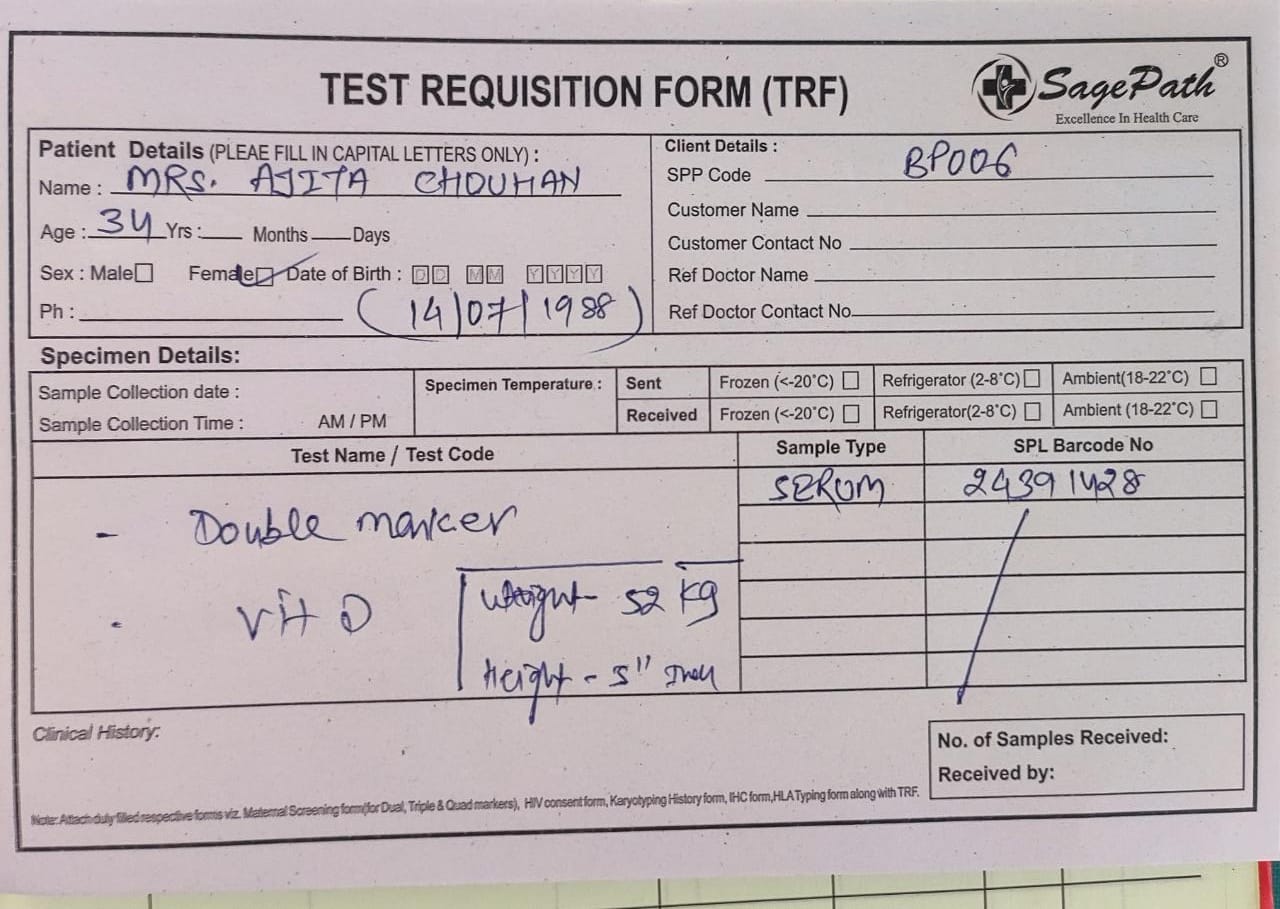 TEST REQUISITION FORM (TRF)
SagePath®
Excellence In Health Care
Patient Details (PLEAE FILL IN CAPITAL LETTERS ONLY) :
Name : MRS. AJITA CHOUHAN
Age : 34 Yrs : Months Days
Sex : Male Female Date of Birth : DD MM YYYY
Ph : (14/07/1988)
Client Details :
SPP Code BP006
Customer Name
Customer Contact No
Ref Doctor Name
Ref Doctor Contact No.
Specimen Details:
Sample Collection date :
Sample Collection Time : AM / PM
Specimen Temperature : Sent Frozen (<-20°C) Refrigerator (2-8°C) Ambient(18-22°C)
Received Frozen (<-20°C) Refrigerator(2-8°C) Ambient (18-22°C)
Test Name / Test Code Sample Type SPL Barcode No
SERUM 24391428
- Double marker
- Vit D
Weight - 52 kg
Height - 5" Inch
Clinical History:
No. of Samples Received:
Received by:
Note: Attach duly filled respective forms viz. Maternal Screening form(for Dual, Triple & Quad markers), HIV consent form, Karyotyping History form, IHC form,HLA Typing form along with TRF.